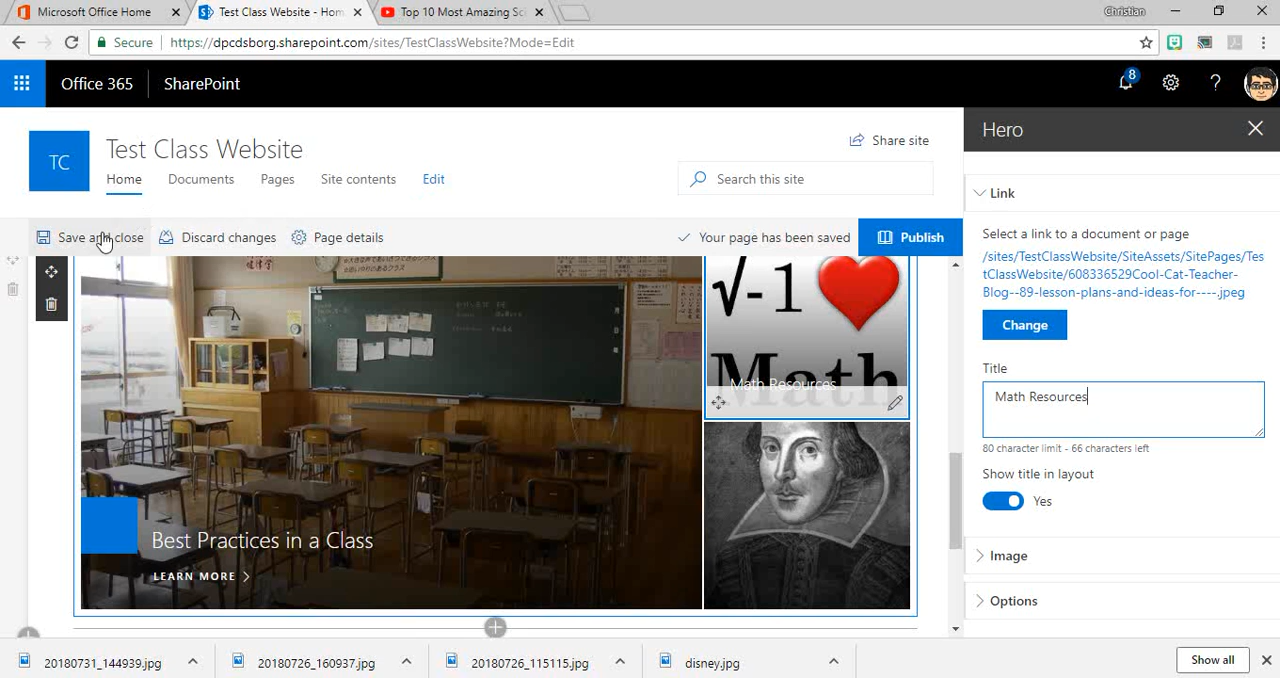 Microsoft Office Home
Test Class Website - Hom
Top 10 Most Amazing Sci
Christian
Secure
https://dpcdsborg.sharepoint.com/sites/TestClassWebsite?Mode=Edit
Office 365
SharePoint
8
?
TC
Test Class Website
Share site
Home
Documents
Pages
Site contents
Edit
Search this site
Save and close
Discard changes
Page details
Your page has been saved
Publish
√-1
Math
Math Resources
Best Practices in a Class
LEARN MORE
Hero
Link
Select a link to a document or page
/sites/TestClassWebsite/SiteAssets/SitePages/Tes
tClassWebsite/608336529Cool-Cat-Teacher-
Blog--89-lesson-plans-and-ideas-for----.jpeg
Change
Title
Math Resources
80 character limit - 66 characters left
Show title in layout
Yes
Image
Options
20180731_144939.jpg
20180726_160937.jpg
20180726_115115.jpg
disney.jpg
Show all